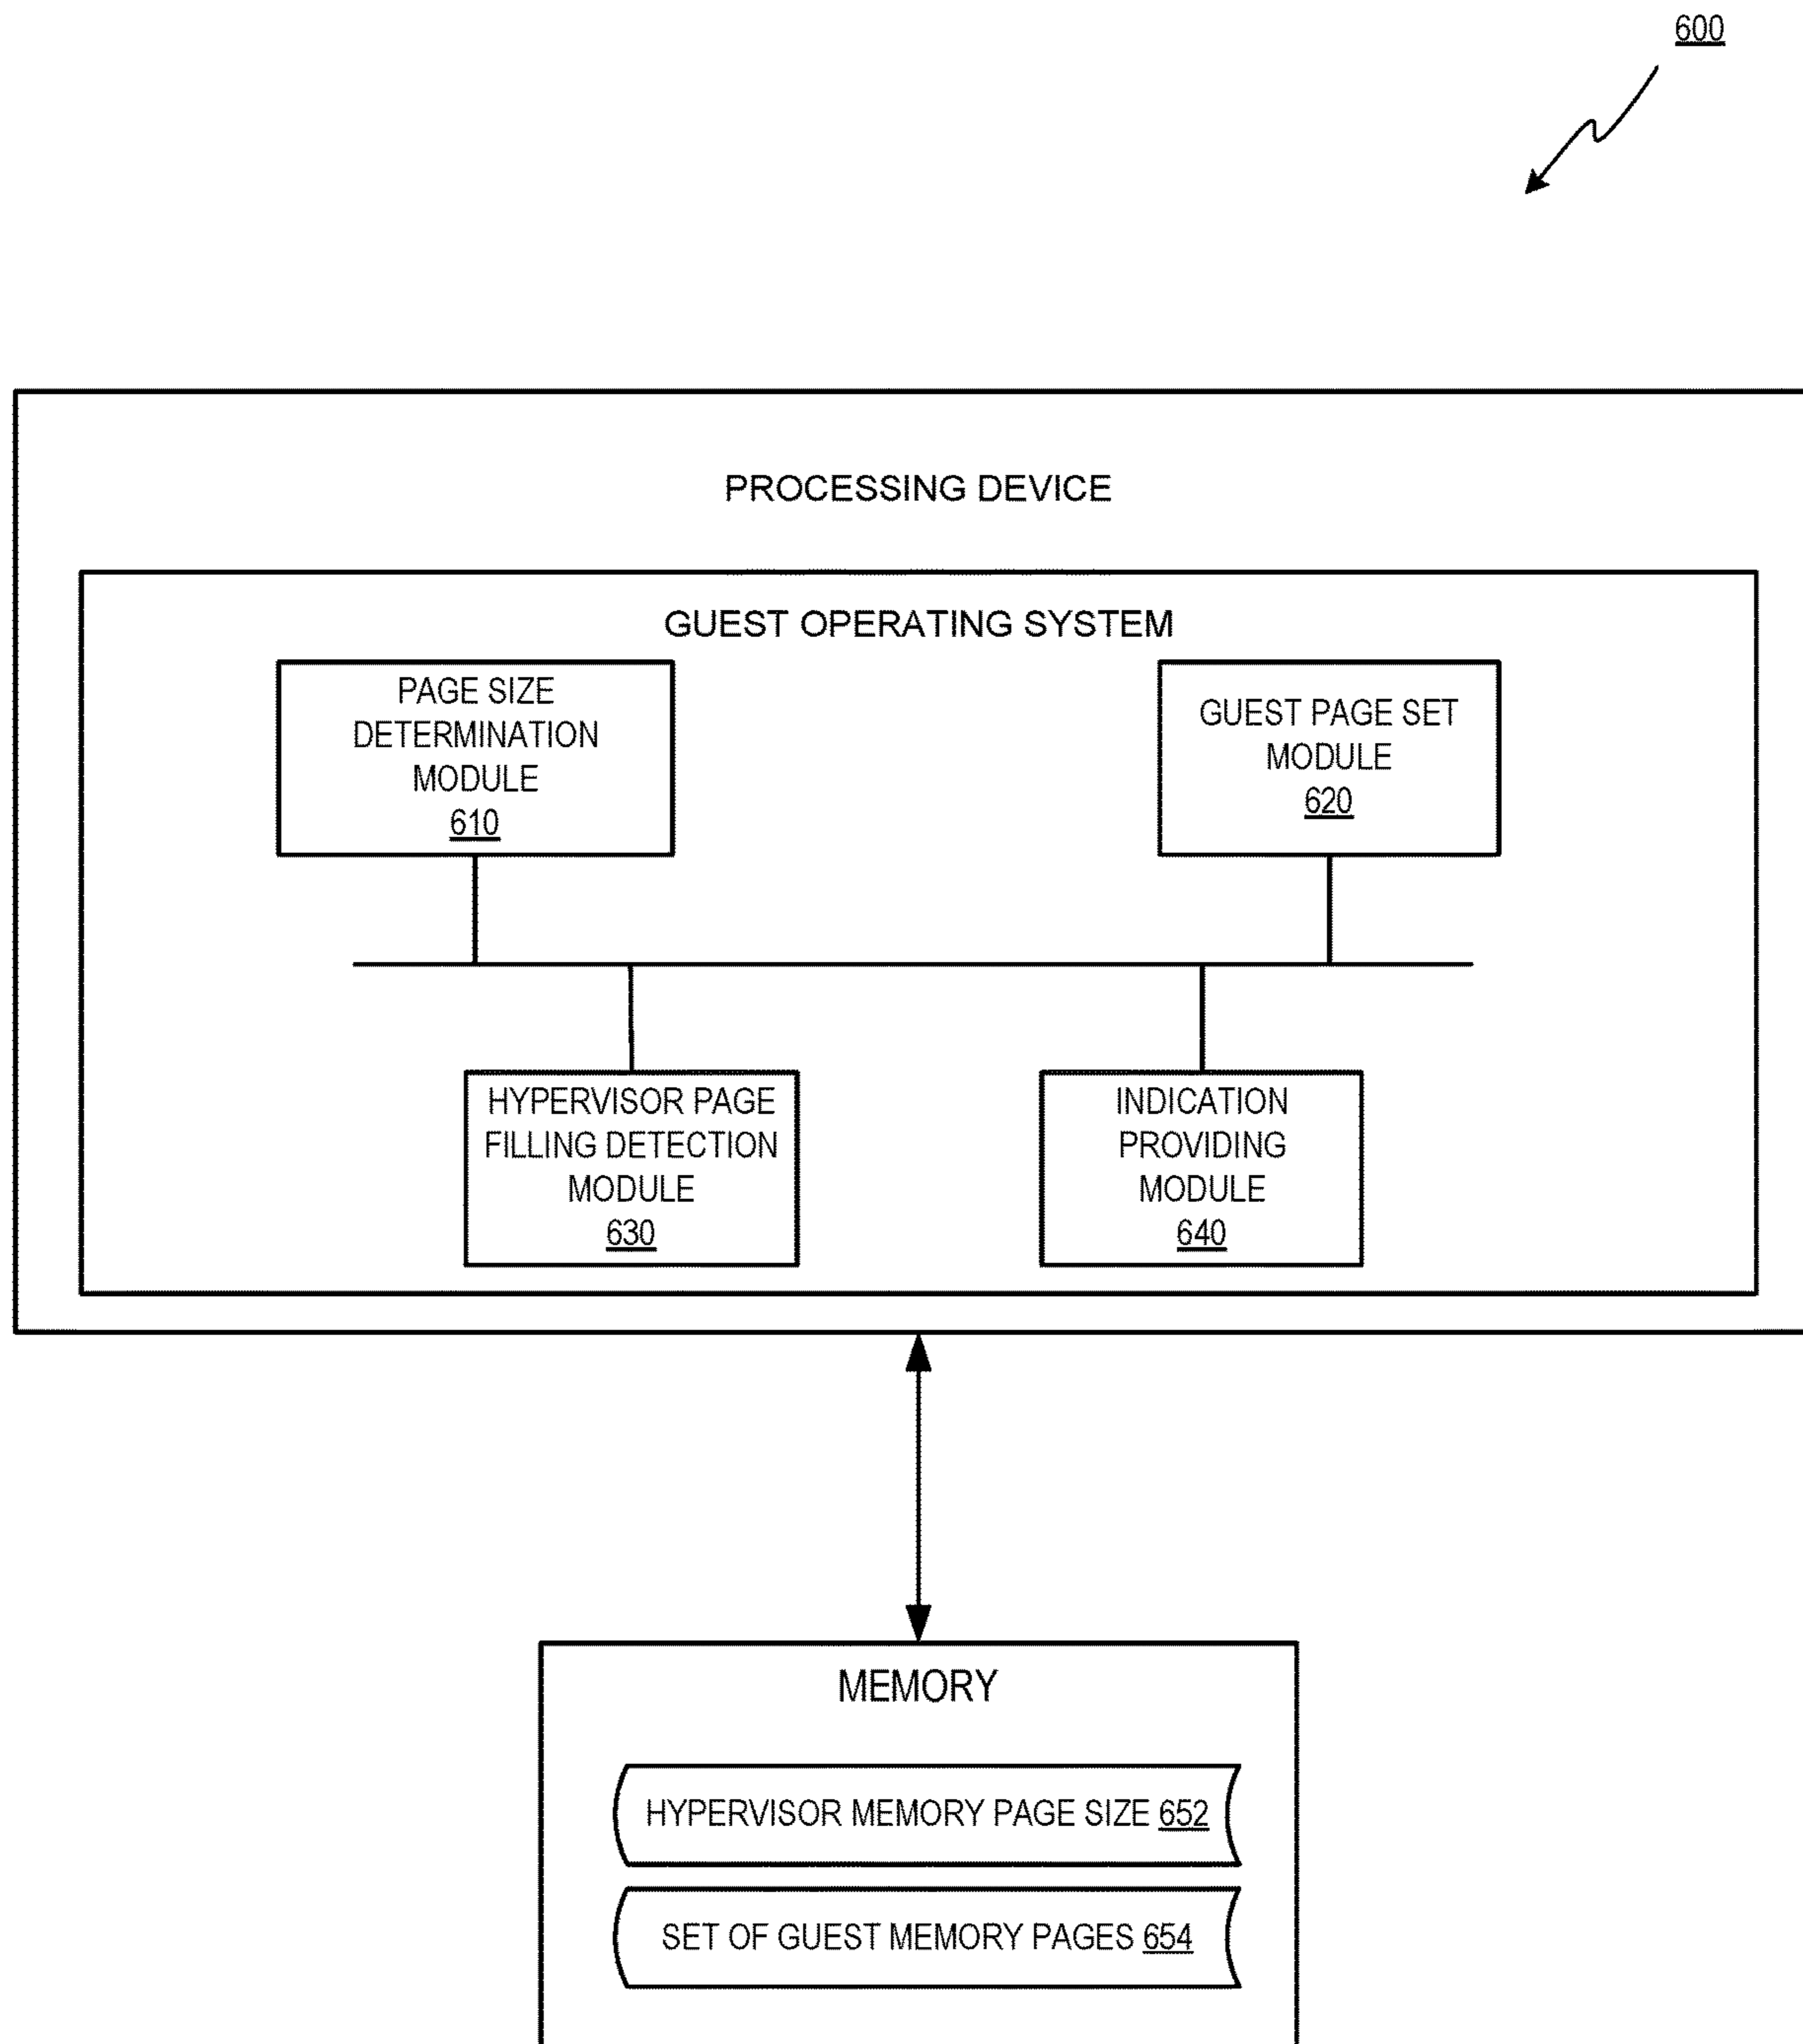 600
PROCESSING DEVICE
GUEST OPERATING SYSTEM
PAGE SIZE
DETERMINATION
MODULE
610
GUEST PAGE SET
MODULE
620
HYPERVISOR PAGE
FILLING DETECTION
MODULE
630
INDICATION
PROVIDING
MODULE
640
MEMORY
HYPERVISOR MEMORY PAGE SIZE 652
SET OF GUEST MEMORY PAGES 654